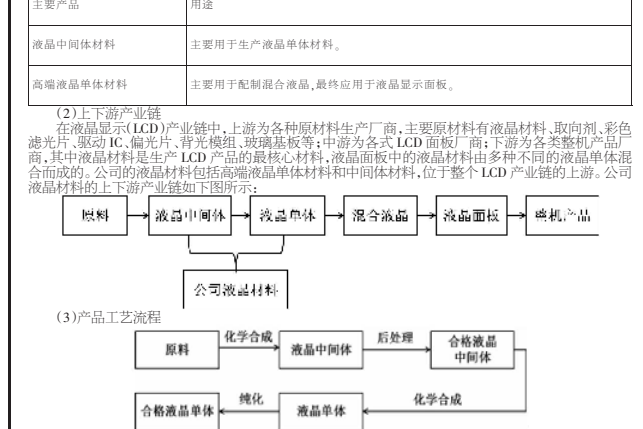 主要产品 用途
液晶中间体材料 主要用于生产液晶单体材料。
高端液晶单体材料 主要用于配制混合液晶,最终应用于液晶显示面板。
(2)上下游产业链
在液晶显示(LCD)产业链中,上游为各种原材料生产厂商,主要原材料有液晶材料、取向剂、彩色
滤光片、驱动 IC、偏光片、背光模组、玻璃基板等;中游为各式 LCD 面板厂商;下游为各类整机产品厂
商,其中液晶材料是生产 LCD 产品的最核心材料,液晶面板中的液晶材料由多种不同的液晶单体混
合而成的。公司的液晶材料包括高端液晶单体材料和中间体材料,位于整个 LCD 产业链的上游。公司
液晶材料的上下游产业链如下图所示:
原料 液晶中间体 液晶单体 混合液晶 液晶面板 整机产品
公司液晶材料
(3)产品工艺流程
原料 化学合成 液晶中间体 后处理 合格液晶
中间体
合格液晶单体 纯化 液晶单体 化学合成